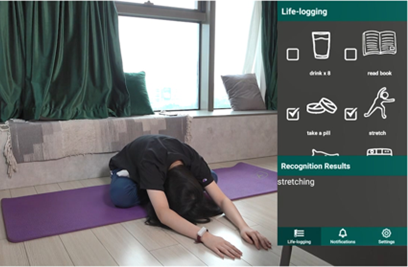 Life-logging
drink x 8
read book
take a pill
stretch
Recognition Results
stretching
Life-logging
Notifications
Settings